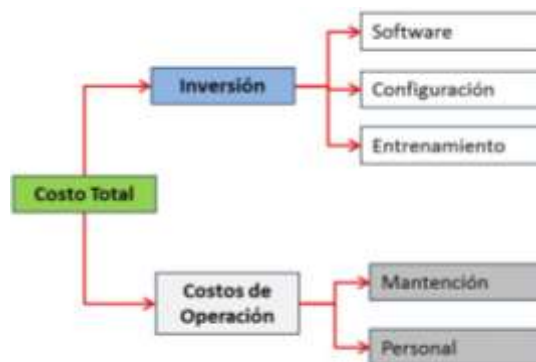 Software
Inversión
Configuración
Entrenamiento
Costo Total
Costos de
Operación
Mantención
Personal